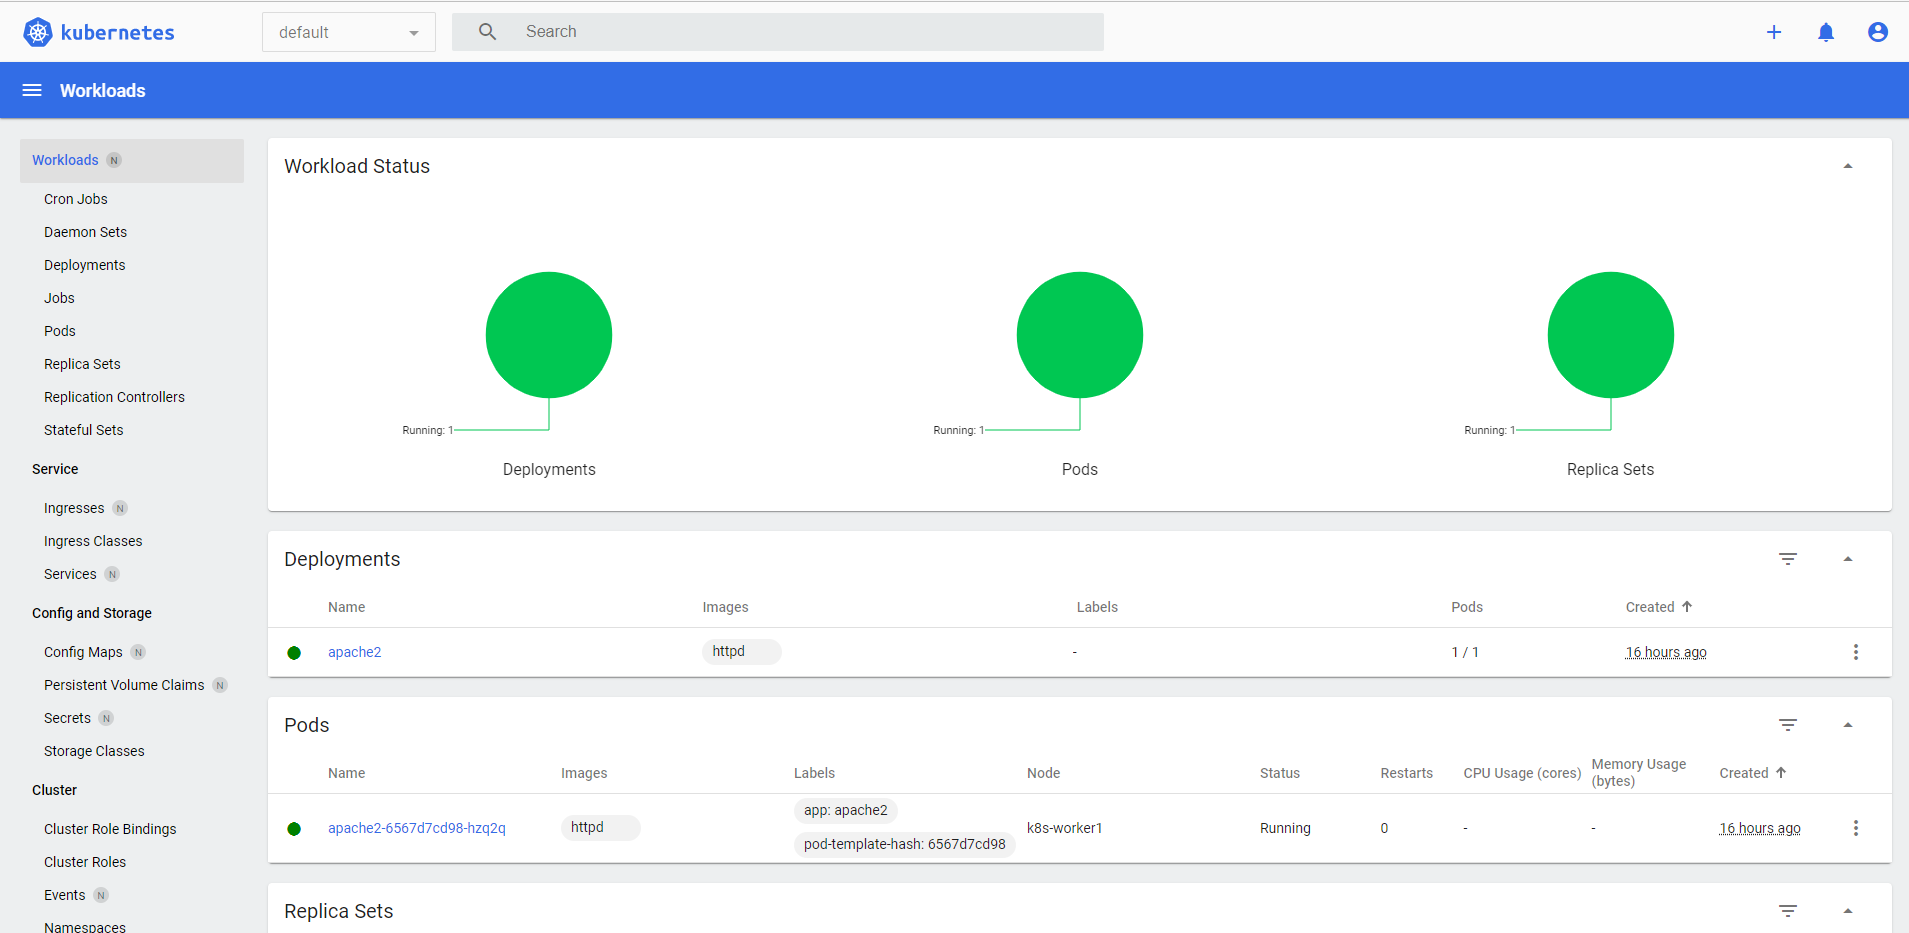 kubernetes
default
Search
Workloads
Workloads N
Cron Jobs
Daemon Sets
Deployments
Jobs
Pods
Replica Sets
Replication Controllers
Stateful Sets
Service
Ingresses N
Ingress Classes
Services N
Config and Storage
Config Maps N
Persistent Volume Claims N
Secrets N
Storage Classes
Cluster
Cluster Role Bindings
Cluster Roles
Events N
Namespaces
Workload Status
Running: 1
Deployments
Running: 1
Pods
Running: 1
Replica Sets
Deployments
Name Images Labels Pods Created
apache2 httpd - 1 / 1 16 hours ago
Pods
Name Images Labels Node Status Restarts CPU Usage (cores) Memory Usage (bytes) Created
apache2-6567d7cd98-hzq2q httpd app: apache2 pod-template-hash: 6567d7cd98 k8s-worker1 Running 0 - - 16 hours ago
Replica Sets